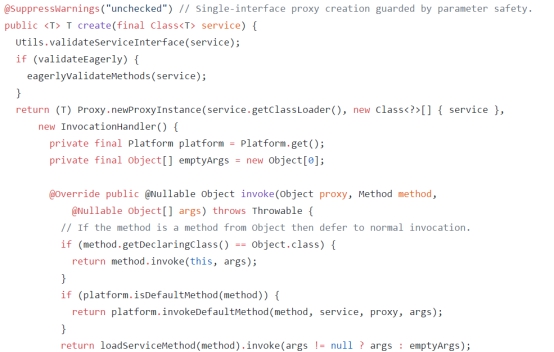 @SuppressWarnings("unchecked") // Single-interface proxy creation guarded by parameter safety.
public <T> T create(final Class<T> service) {
  Utils.validateServiceInterface(service);
  if (validateEagerly) {
    eagerlyValidateMethods(service);
  }
  return (T) Proxy.newProxyInstance(service.getClassLoader(), new Class<?>[] { service },
      new InvocationHandler() {
        private final Platform platform = Platform.get();
        private final Object[] emptyArgs = new Object[0];

        @Override public @Nullable Object invoke(Object proxy, Method method,
            @Nullable Object[] args) throws Throwable {
          // If the method is a method from Object then defer to normal invocation.
          if (method.getDeclaringClass() == Object.class) {
            return method.invoke(this, args);
          }
          if (platform.isDefaultMethod(method)) {
            return platform.invokeDefaultMethod(method, service, proxy, args);
          }
          return loadServiceMethod(method).invoke(args != null ? args : emptyArgs);